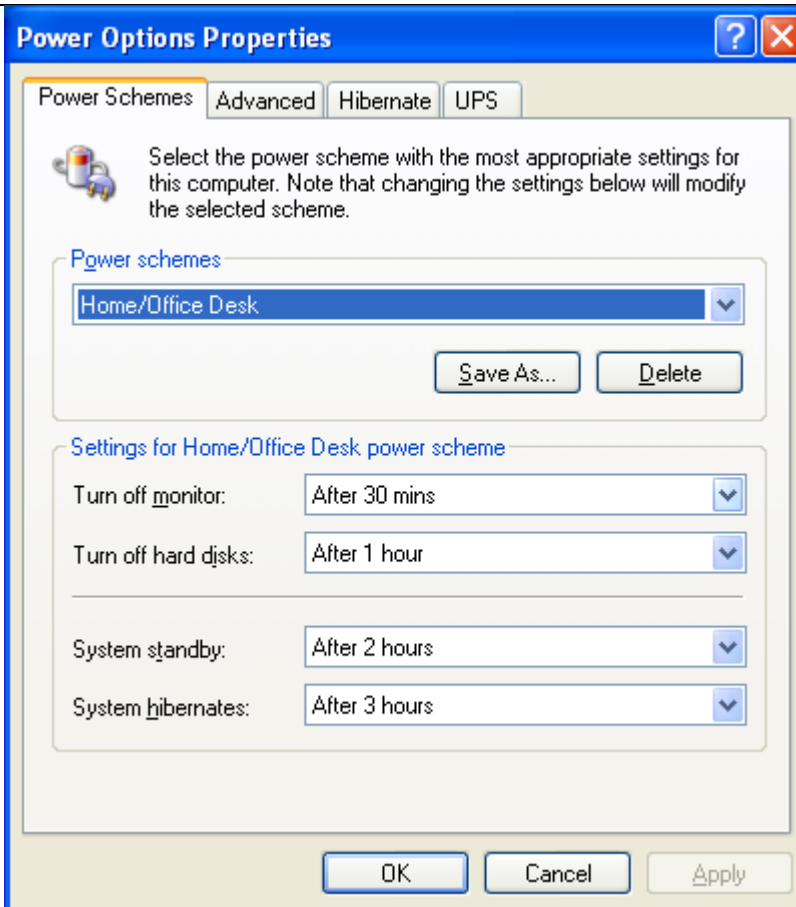 Power Options Properties
Power Schemes
Advanced
Hibernate
UPS
Select the power scheme with the most appropriate settings for
this computer. Note that changing the settings below will modify
the selected scheme.
Power schemes
Home/Office Desk
Save As...
Delete
Settings for Home/Office Desk power scheme
Turn off monitor:
After 30 mins
Turn off hard disks:
After 1 hour
System standby:
After 2 hours
System hibernates:
After 3 hours
OK
Cancel
Apply